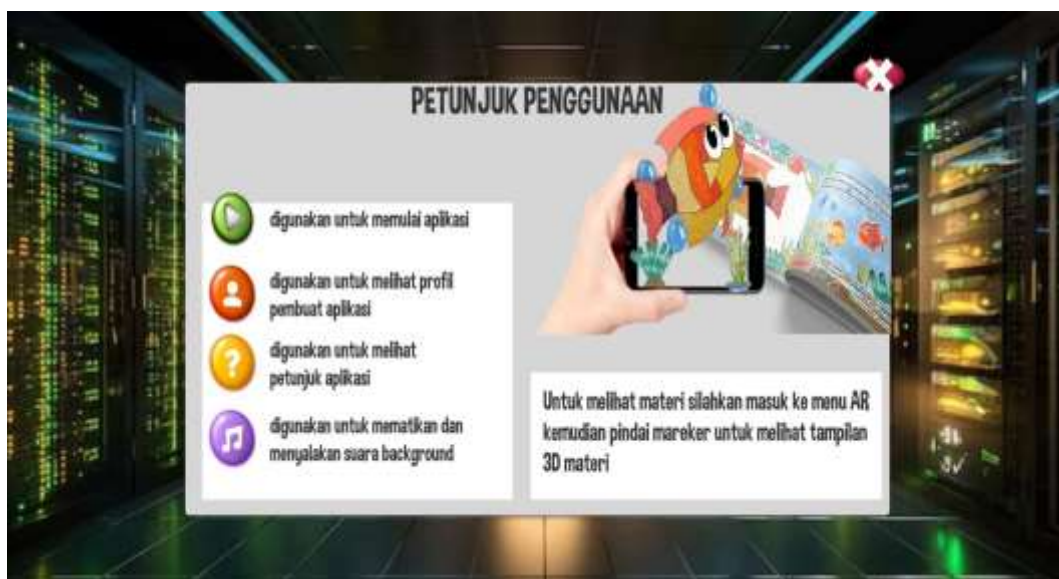 PETUNJUK PENGGUNAAN
digunakan untuk memulai aplikasi
digunakan untuk melihat profil
pembuat aplikasi
digunakan untuk melihat
petunjuk aplikasi
digunakan untuk mematikan dan
menyalakan suara background
Untuk melihat materi silahkan masuk ke menu AR
kemudian pindai mareker untuk melihat tampilan
3D materi